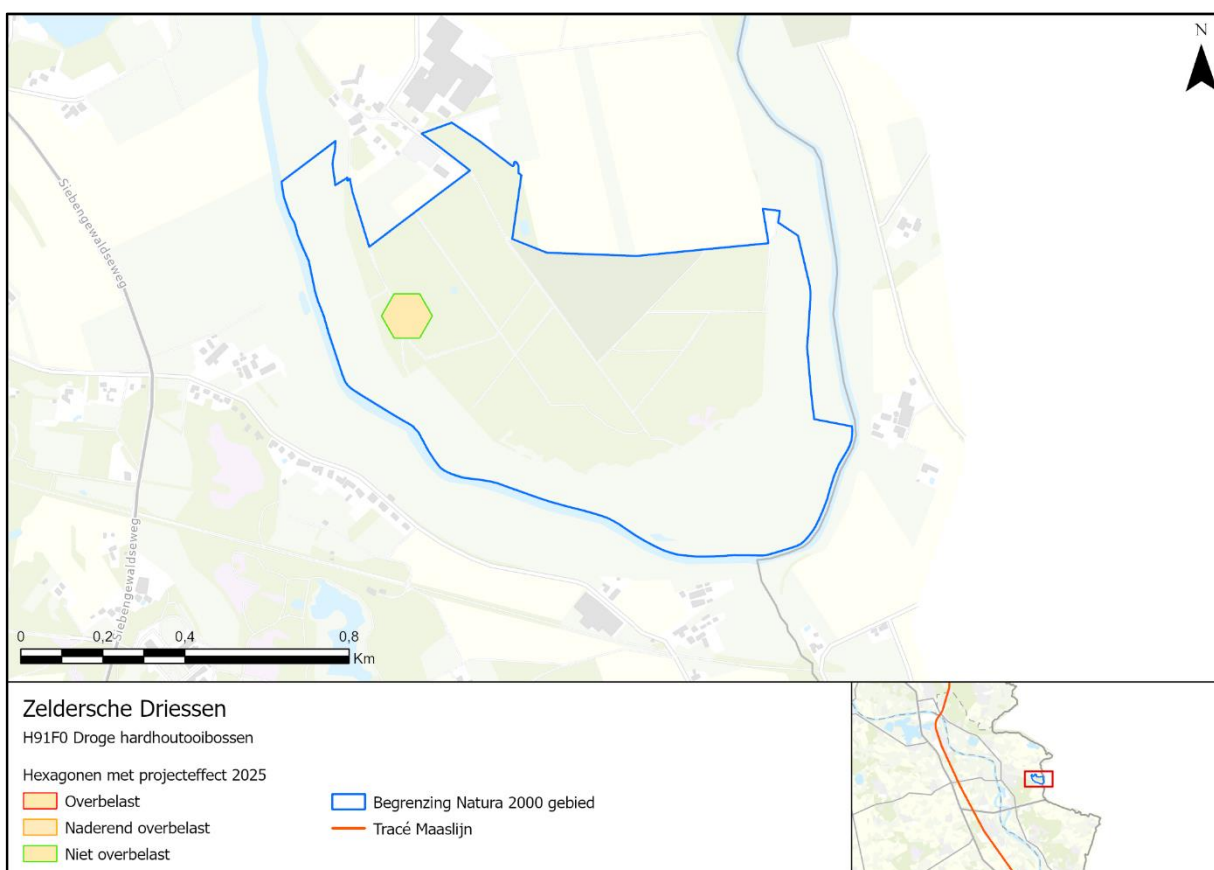 N
Siebengewaldseweg
Siebengewaldseweg
0 0,2 0,4 0,8
Km
Zeldersche Driessen
H91F0 Droge hardhoutooibossen
Hexagonen met projecteffect 2025
Overbelast
Naderend overbelast
Niet overbelast
Begrenzing Natura 2000 gebied
Tracé Maaslijn